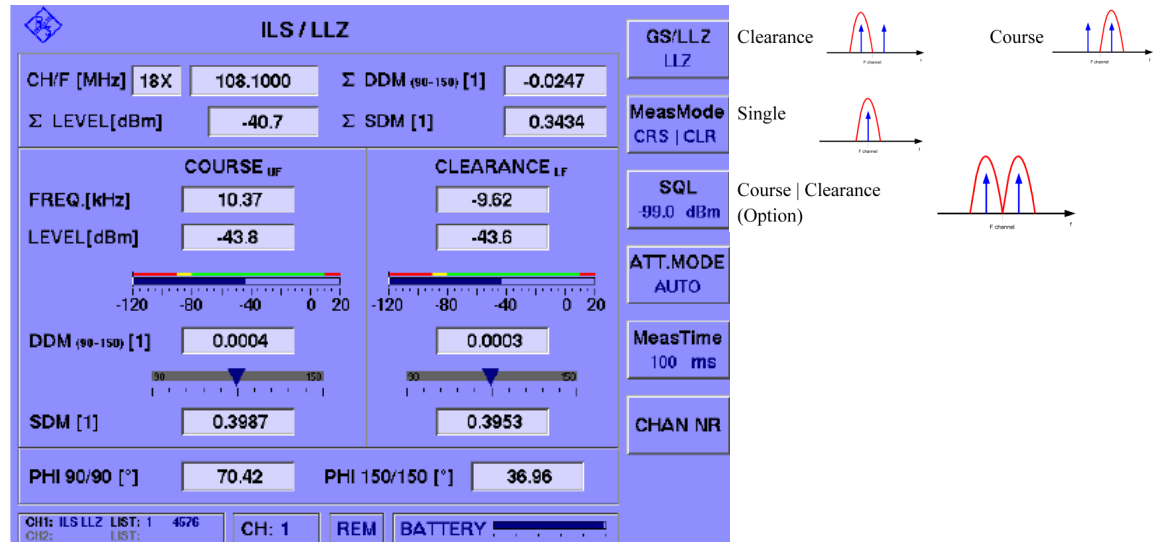 ILS / LLZ
CH/F [MHz] 18X 108.1000 Σ DDM (90-150) [1] -0.0247
Σ LEVEL[dBm] -40.7 Σ SDM [1] 0.3434
COURSE UF CLEARANCE LF
FREQ.[kHz] 10.37 -9.62
LEVEL[dBm] -43.8 -43.6
-120 -80 -40 0 20 -120 -80 -40 0 20
DDM (90-150) [1] 0.0004 0.0003
90 150 90 150
SDM [1] 0.3987 0.3953
PHI 90/90 [°] 70.42 PHI 150/150 [°] 36.96
CH1: ILS LLZ LIST: 1 4576
CH2: LIST:
CH: 1 REM BATTERY
GS/LLZ
LLZ
MeasMode
CRS | CLR
SQL
-99.0 dBm
ATT.MODE
AUTO
MeasTime
100 ms
CHAN NR
Clearance
F channel f
Course
F channel f
Single
F channel f
Course | Clearance
(Option)
F channel f